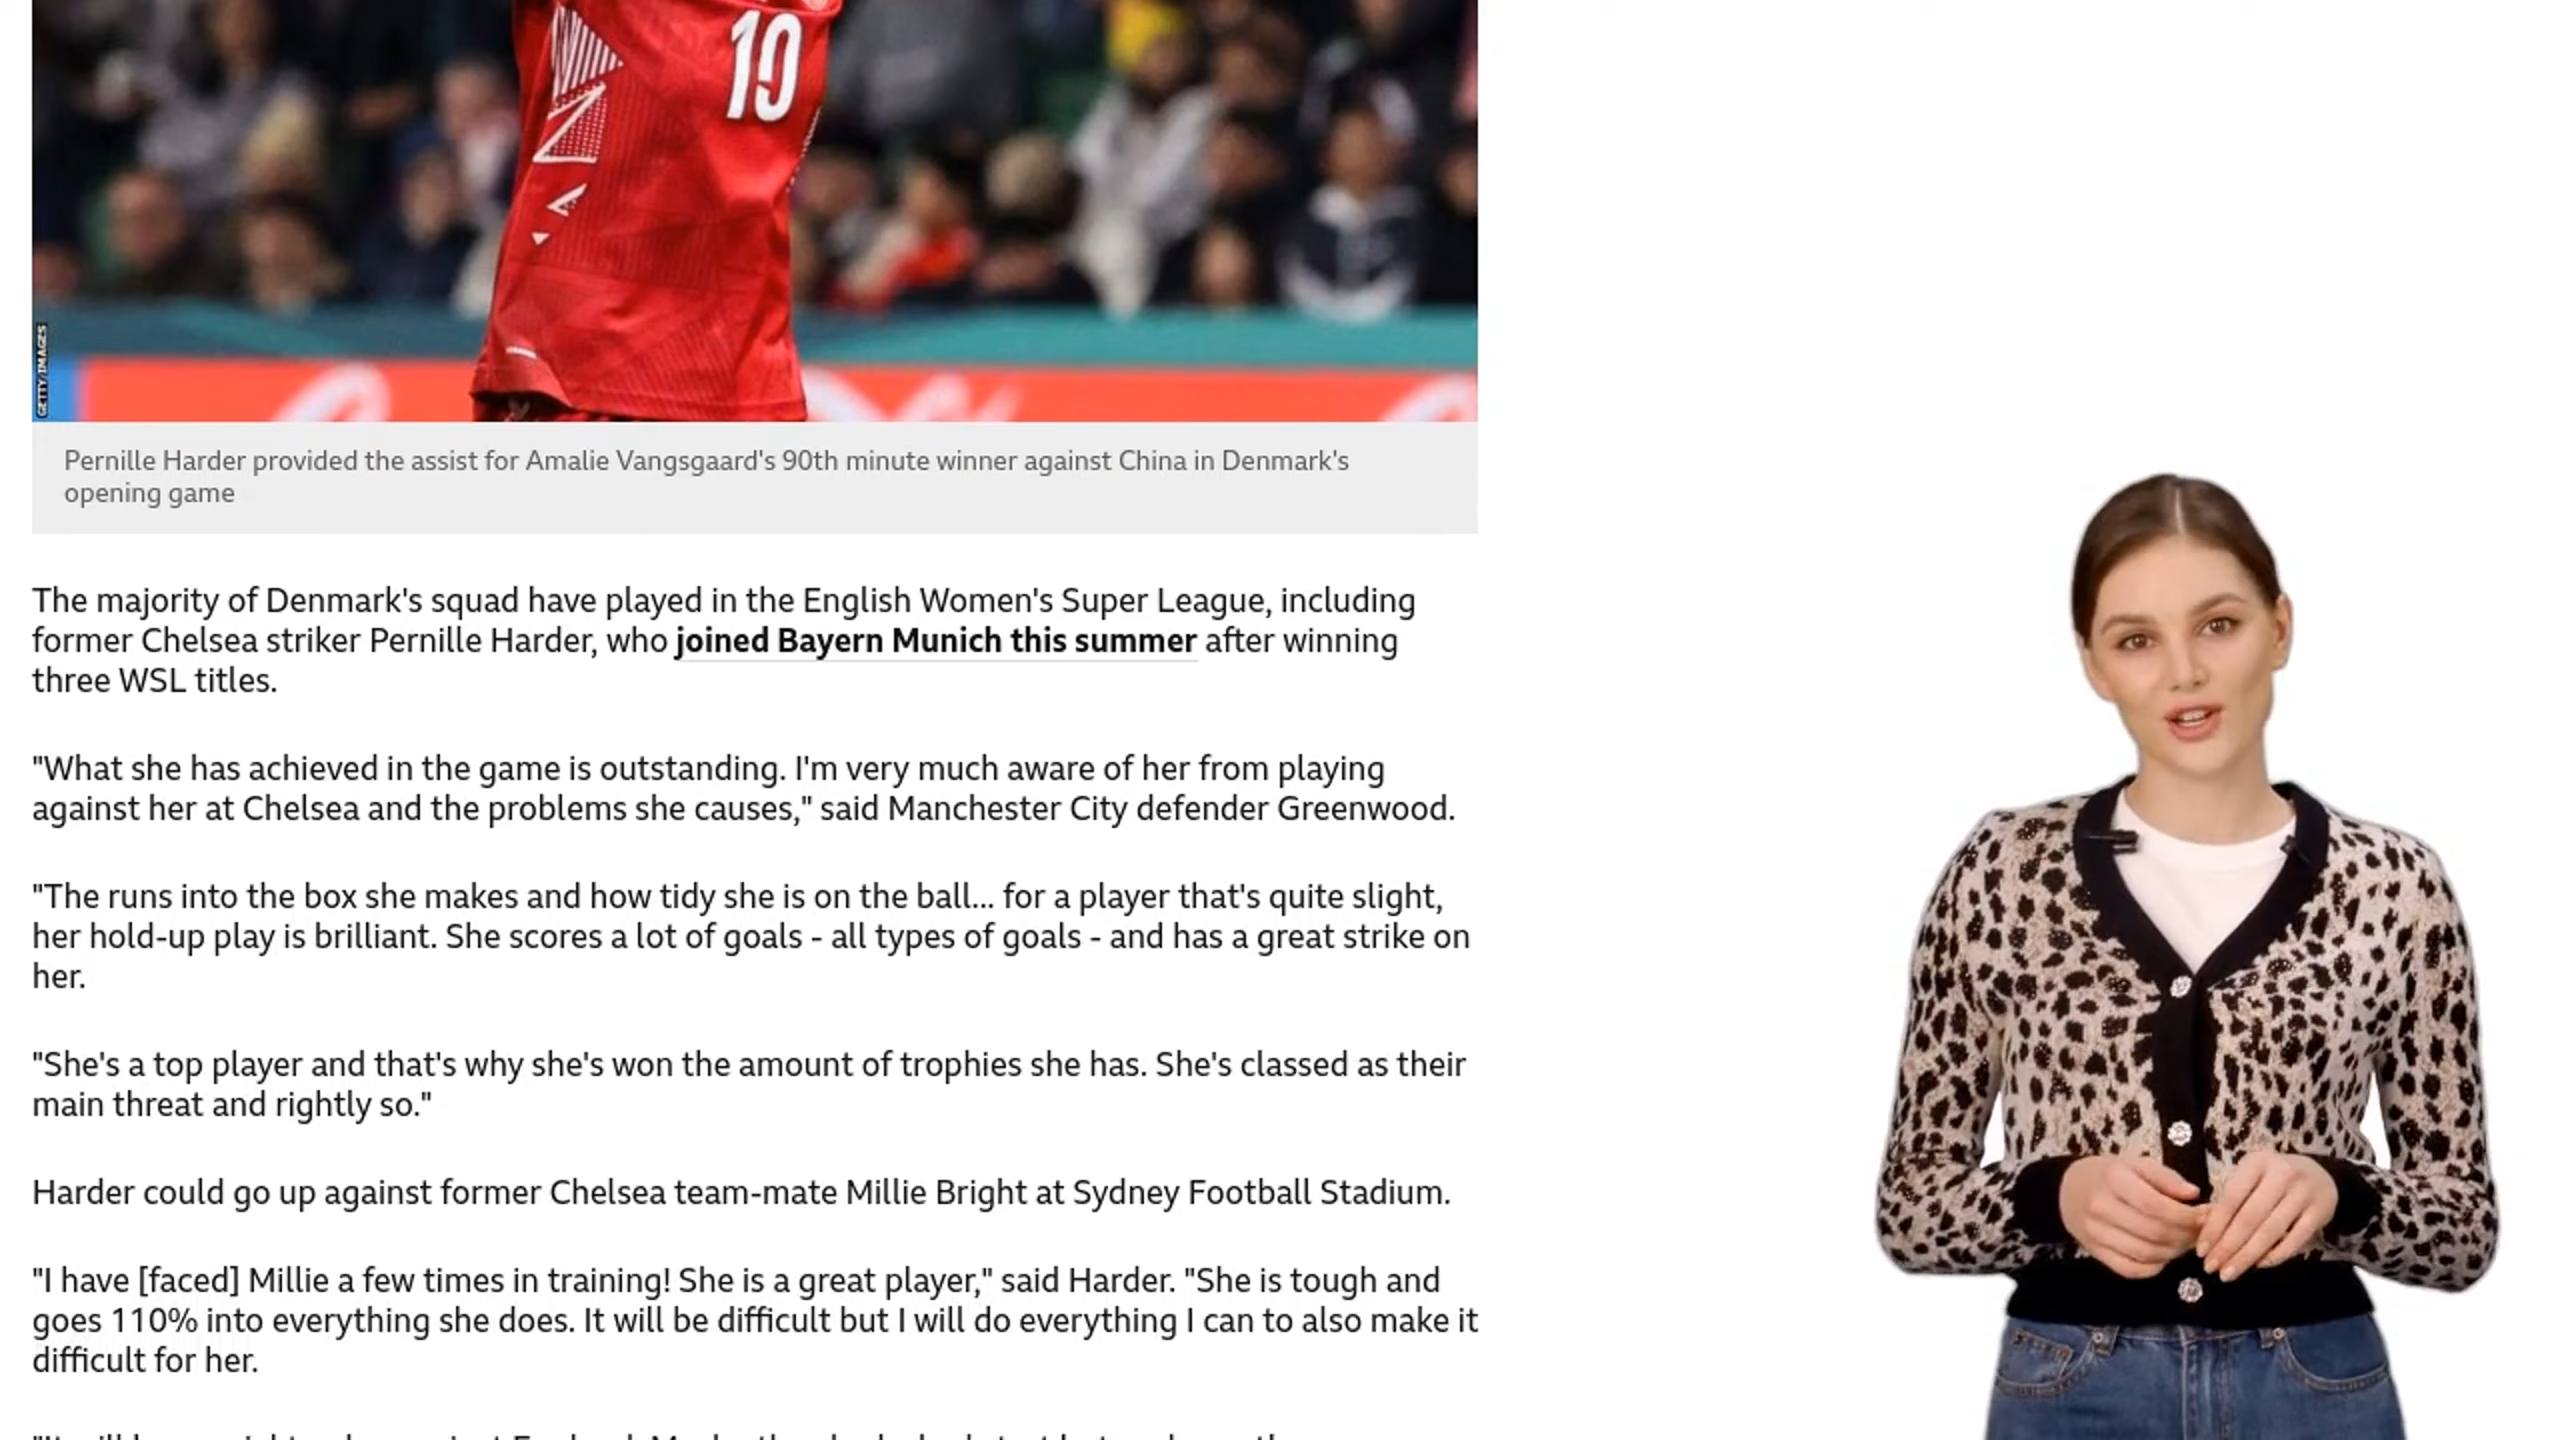 10
GETTY IMAGES
Pernille Harder provided the assist for Amalie Vangsgaard's 90th minute winner against China in Denmark's
opening game
The majority of Denmark's squad have played in the English Women's Super League, including
former Chelsea striker Pernille Harder, who joined Bayern Munich this summer after winning
three WSL titles.
"What she has achieved in the game is outstanding. I'm very much aware of her from playing
against her at Chelsea and the problems she causes," said Manchester City defender Greenwood.
"The runs into the box she makes and how tidy she is on the ball... for a player that's quite slight,
her hold-up play is brilliant. She scores a lot of goals - all types of goals - and has a great strike on
her.
"She's a top player and that's why she's won the amount of trophies she has. She's classed as their
main threat and rightly so."
Harder could go up against former Chelsea team-mate Millie Bright at Sydney Football Stadium.
"I have [faced] Millie a few times in training! She is a great player," said Harder. "She is tough and
goes 110% into everything she does. It will be difficult but I will do everything I can to also make it
difficult for her.